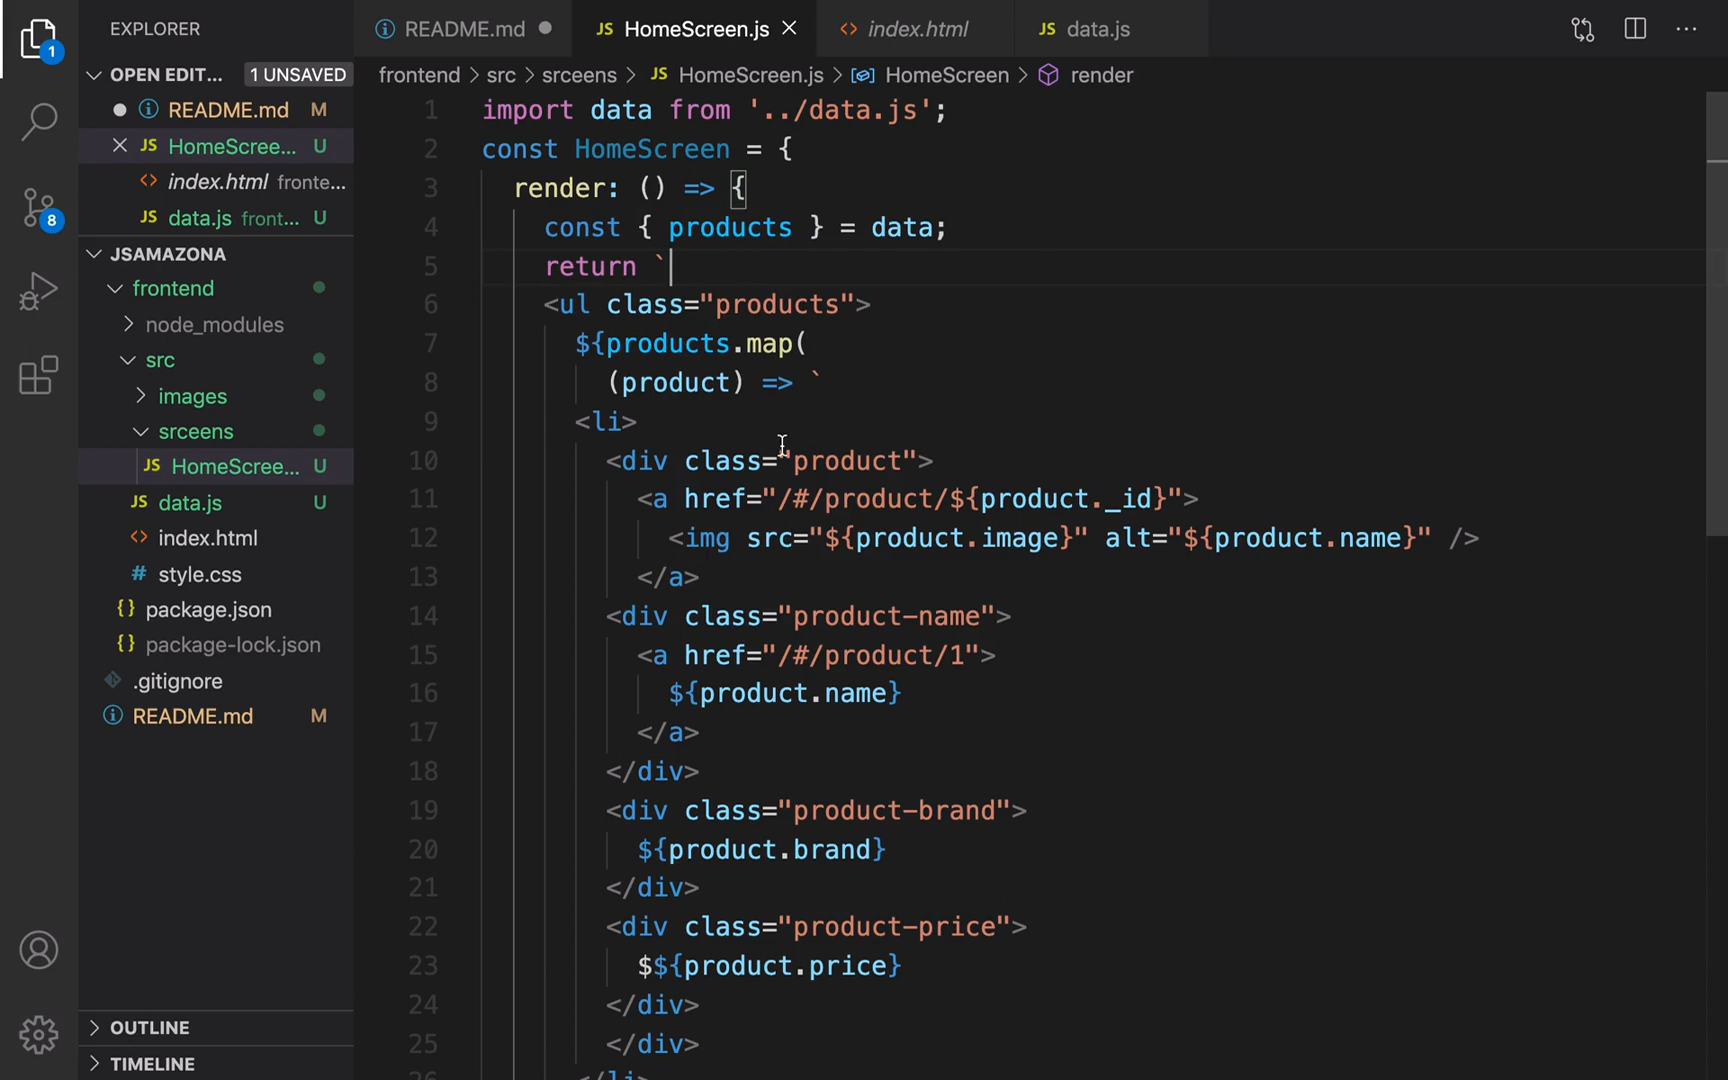 EXPLORER
OPEN EDIT... 1 UNSAVED
README.md M
HomeScree... U
index.html fronte...
data.js front... U
JSAMAZONA
frontend
node_modules
src
images
srceens
HomeScree... U
data.js U
index.html
style.css
package.json
package-lock.json
.gitignore
README.md M
OUTLINE
TIMELINE
1
8
README.md
HomeScreen.js
index.html
data.js
frontend > src > srceens > JS HomeScreen.js > HomeScreen > render
1 import data from '../data.js';
2 const HomeScreen = {
3 render: () => {
4 const { products } = data;
5 return `
6 <ul class="products">
7 ${products.map(
8 (product) => `
9 <li>
10 <div class="product">
11 <a href="/#/product/${product._id}">
12 <img src="${product.image}" alt="${product.name}" />
13 </a>
14 <div class="product-name">
15 <a href="/#/product/1">
16 ${product.name}
17 </a>
18 </div>
19 <div class="product-brand">
20 ${product.brand}
21 </div>
22 <div class="product-price">
23 $${product.price}
24 </div>
25 </div>